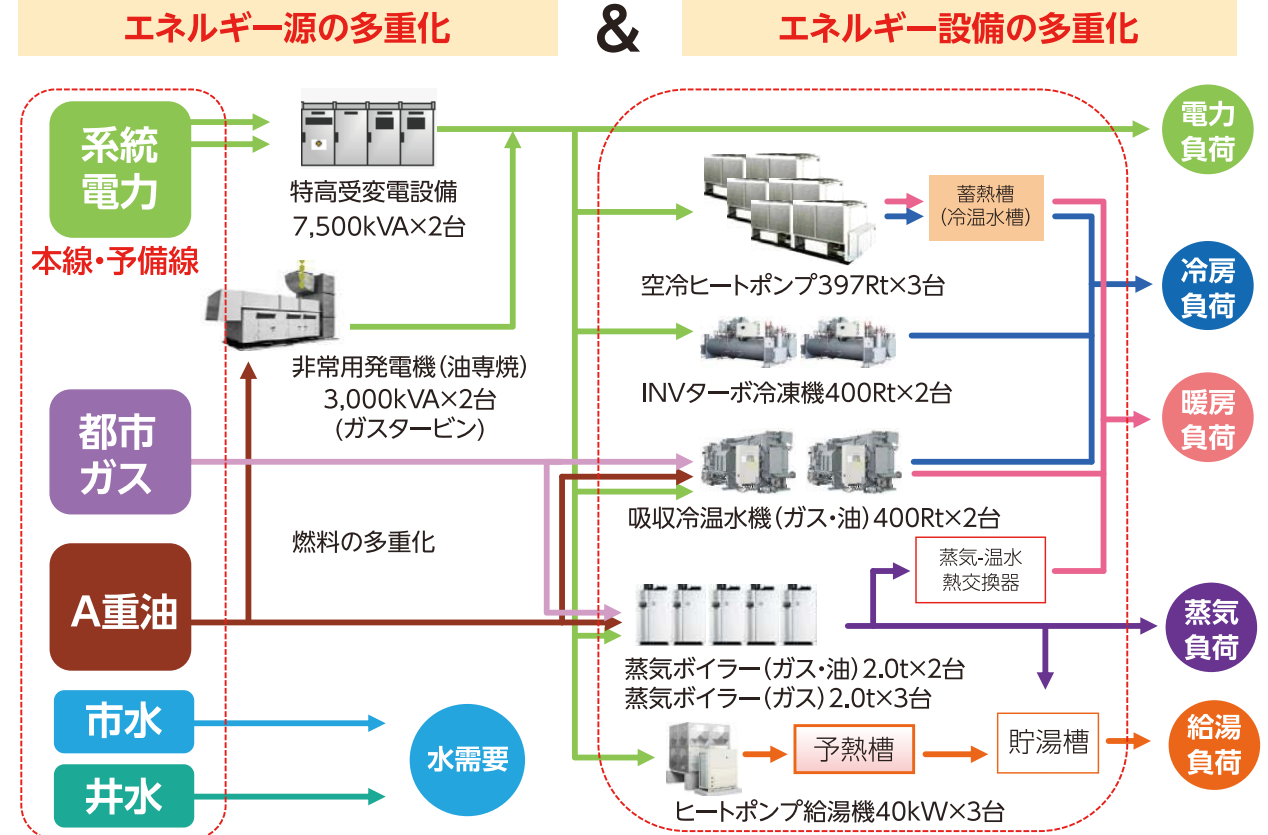 エネルギー源の多重化
&
エネルギー設備の多重化
系統
電力
本線・予備線
特高受変電設備
7,500kVA×2台
非常用発電機(油専焼)
3,000kVA×2台
(ガスタービン)
都市
ガス
燃料の多重化
A重油
市水
井水
水需要
空冷ヒートポンプ397Rt×3台
蓄熱槽
(冷温水槽)
INVターボ冷凍機400Rt×2台
吸収冷温水機(ガス・油)400Rt×2台
蒸気-温水
熱交換器
蒸気ボイラー(ガス・油)2.0t×2台
蒸気ボイラー(ガス)2.0t×3台
予熱槽
貯湯槽
ヒートポンプ給湯機40kW×3台
電力
負荷
冷房
負荷
暖房
負荷
蒸気
負荷
給湯
負荷